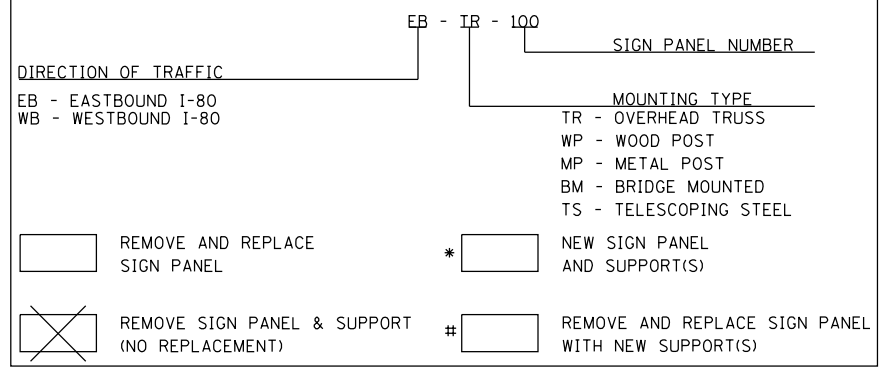 EB - TR - 100
SIGN PANEL NUMBER
DIRECTION OF TRAFFIC
EB - EASTBOUND I-80
WB - WESTBOUND I-80
MOUNTING TYPE
TR - OVERHEAD TRUSS
WP - WOOD POST
MP - METAL POST
BM - BRIDGE MOUNTED
TS - TELESCOPING STEEL
REMOVE AND REPLACE
SIGN PANEL
* NEW SIGN PANEL
AND SUPPORT(S)
REMOVE SIGN PANEL & SUPPORT
(NO REPLACEMENT)
# REMOVE AND REPLACE SIGN PANEL
WITH NEW SUPPORT(S)